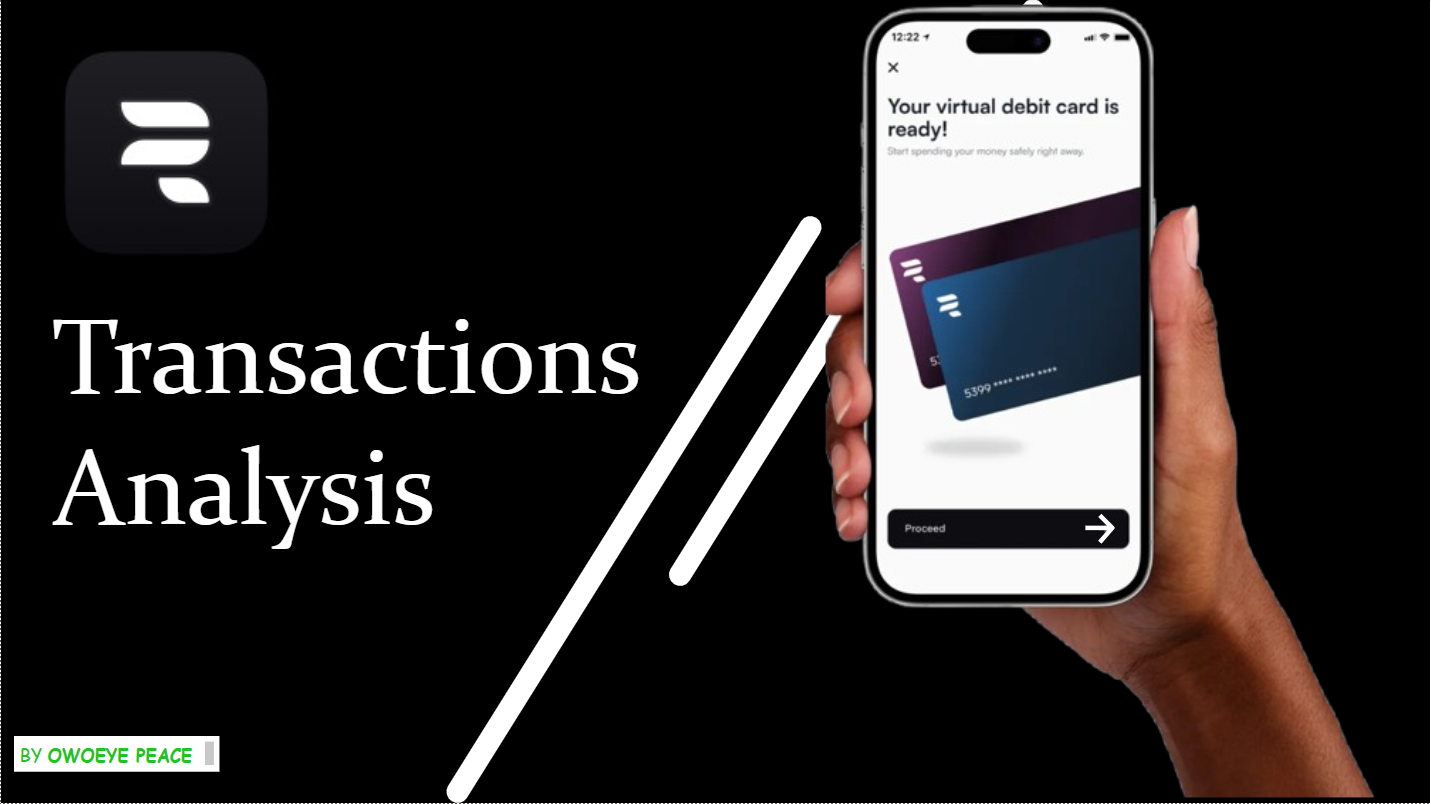 Transactions
Analysis
BY OWOEYE PEACE
12:22
Your virtual debit card is
ready!
Start spending your money safely right away.
53
5399 **** **** ****
Proceed